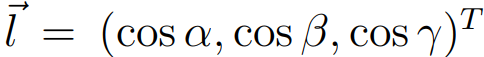 $\vec{l} = (\cos \alpha, \cos \beta, \cos \gamma)^T$